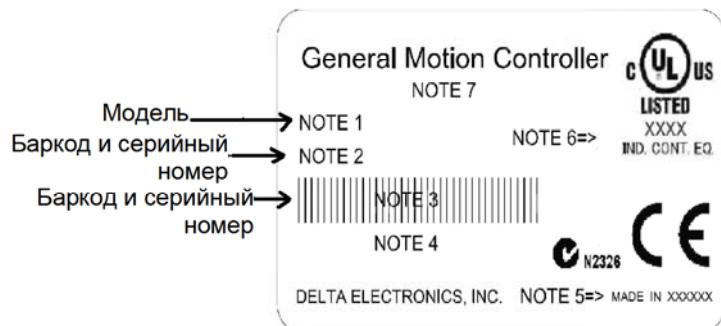 General Motion Controller
NOTE 7
Модель
NOTE 1
Баркод и серийный
номер
NOTE 2
Баркод и серийный
номер
NOTE 3
NOTE 4
DELTA ELECTRONICS, INC.
NOTE 5=> MADE IN XXXXXX
NOTE 6=>
C UL US
LISTED
XXXX
IND. CONT. EQ.
N2326
CE